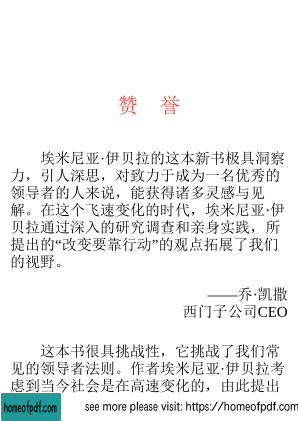 赞 誉
埃米尼亚·伊贝拉的这本新书极具洞察
力，引人深思，对致力于成为一名优秀的
领导者的人来说，能获得诸多灵感与见
解。在这个飞速变化的时代，埃米尼亚·伊
贝拉通过深入的研究调查和亲身实践，所
提出的“改变要靠行动”的观点拓展了我们
的视野。
——乔·凯撒
西门子公司CEO
这本书很具挑战性，它挑战了我们常
见的领导者法则。作者埃米尼亚·伊贝拉考
虑到当今社会是在高速变化的，由此提出
homeofpdf.com
see more please visit: https://homeofpdf.com